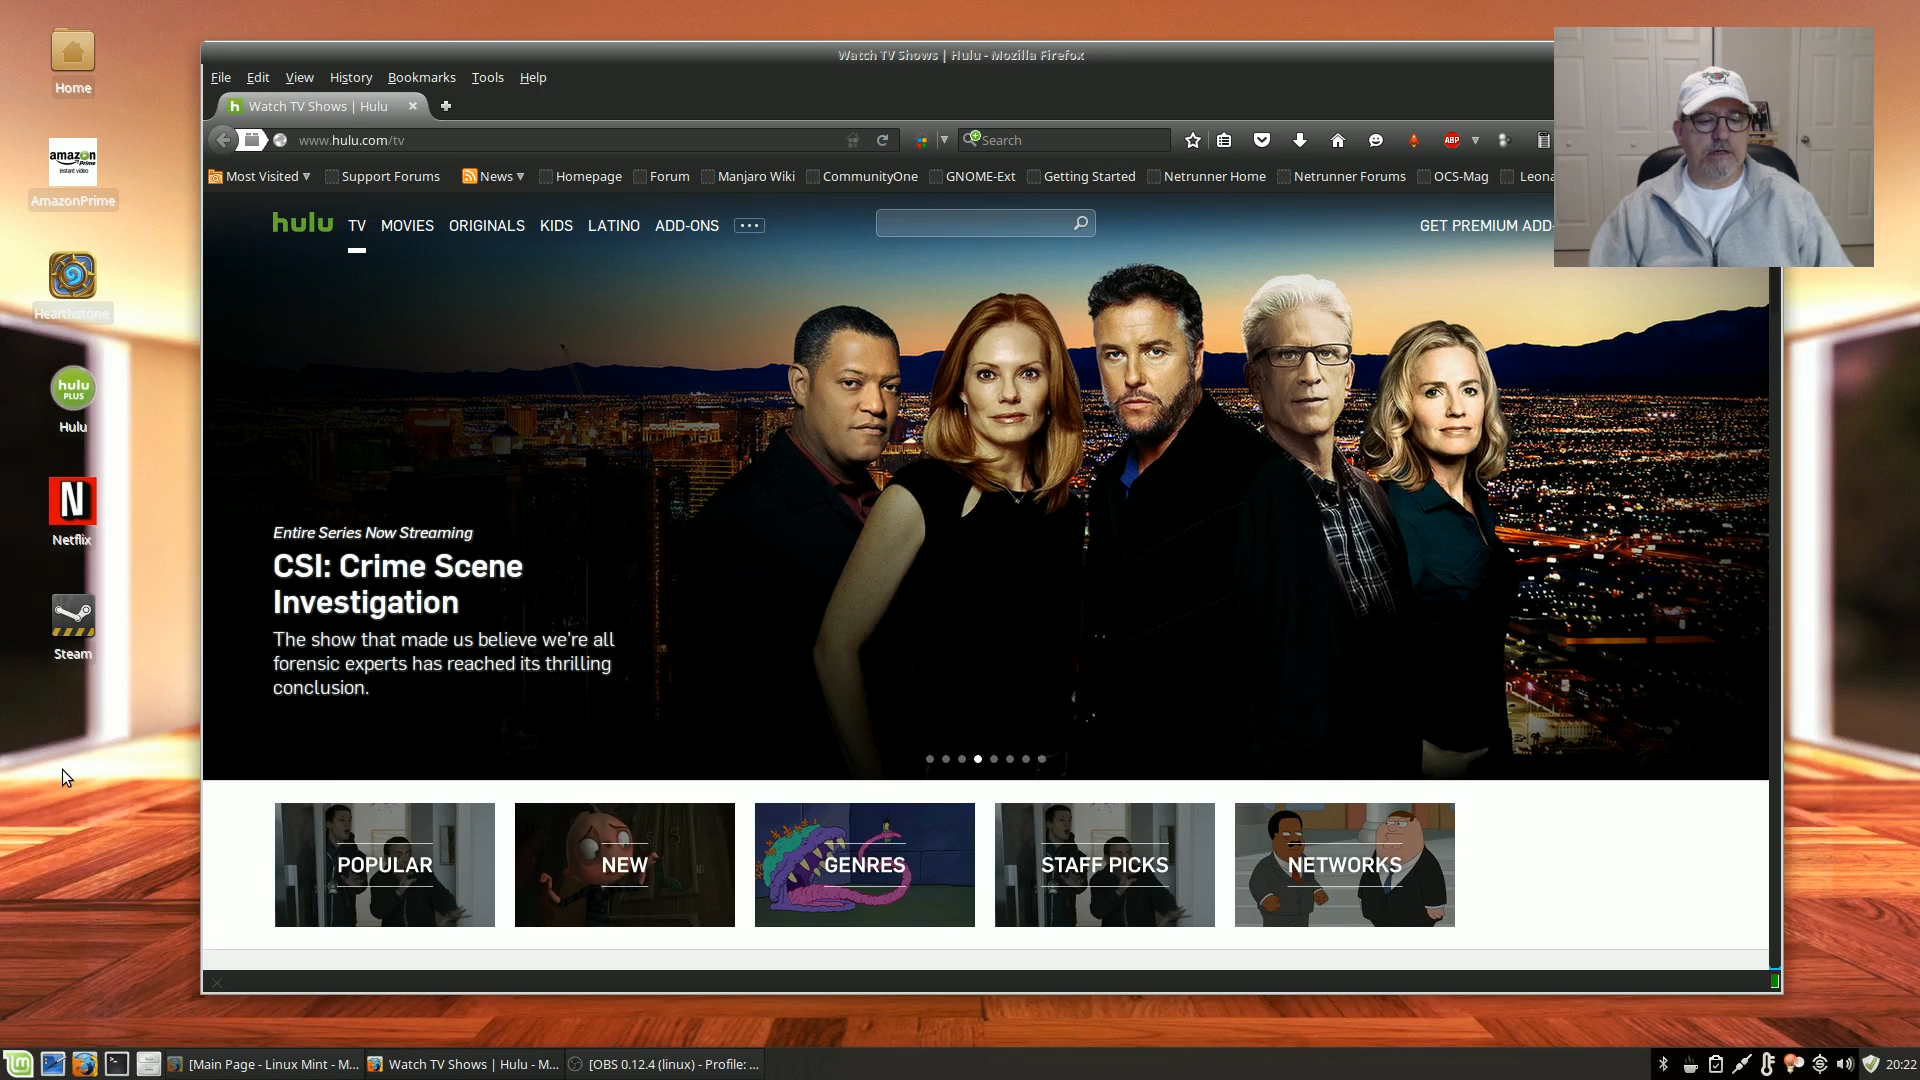 Home
amazon
Prime
instant video
AmazonPrime
Hearthstone
hulu
PLUS
Hulu
N
Netflix
Steam
Watch TV Shows | Hulu - Mozilla Firefox
File Edit View History Bookmarks Tools Help
h Watch TV Shows | Hulu
www.hulu.com/tv
Search
ABP
Most Visited Support Forums News Homepage Forum Manjaro Wiki CommunityOne GNOME-Ext Getting Started Netrunner Home Netrunner Forums OCS-Mag Leona
hulu TV MOVIES ORIGINALS KIDS LATINO ADD-ONS
GET PREMIUM ADD-
Entire Series Now Streaming
CSI: Crime Scene
Investigation
The show that made us believe we're all
forensic experts has reached its thrilling
conclusion.
POPULAR NEW GENRES STAFF PICKS NETWORKS
[Main Page - Linux Mint - M... Watch TV Shows | Hulu - M... [OBS 0.12.4 (linux) - Profile: ...
20:22